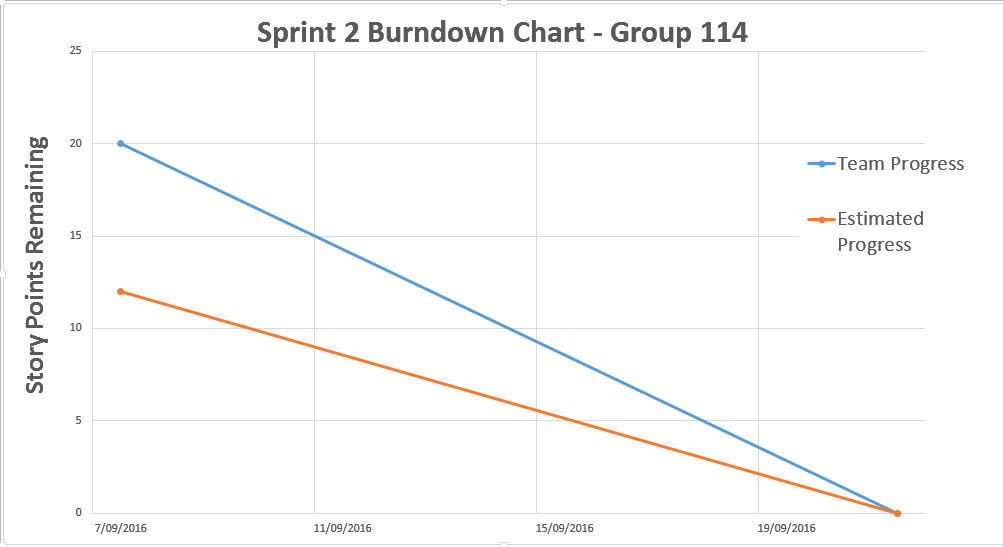 Sprint 2 Burndown Chart - Group 114
Story Points Remaining
25
20
15
10
5
0
7/09/2016
11/09/2016
15/09/2016
19/09/2016
Team Progress
Estimated
Progress